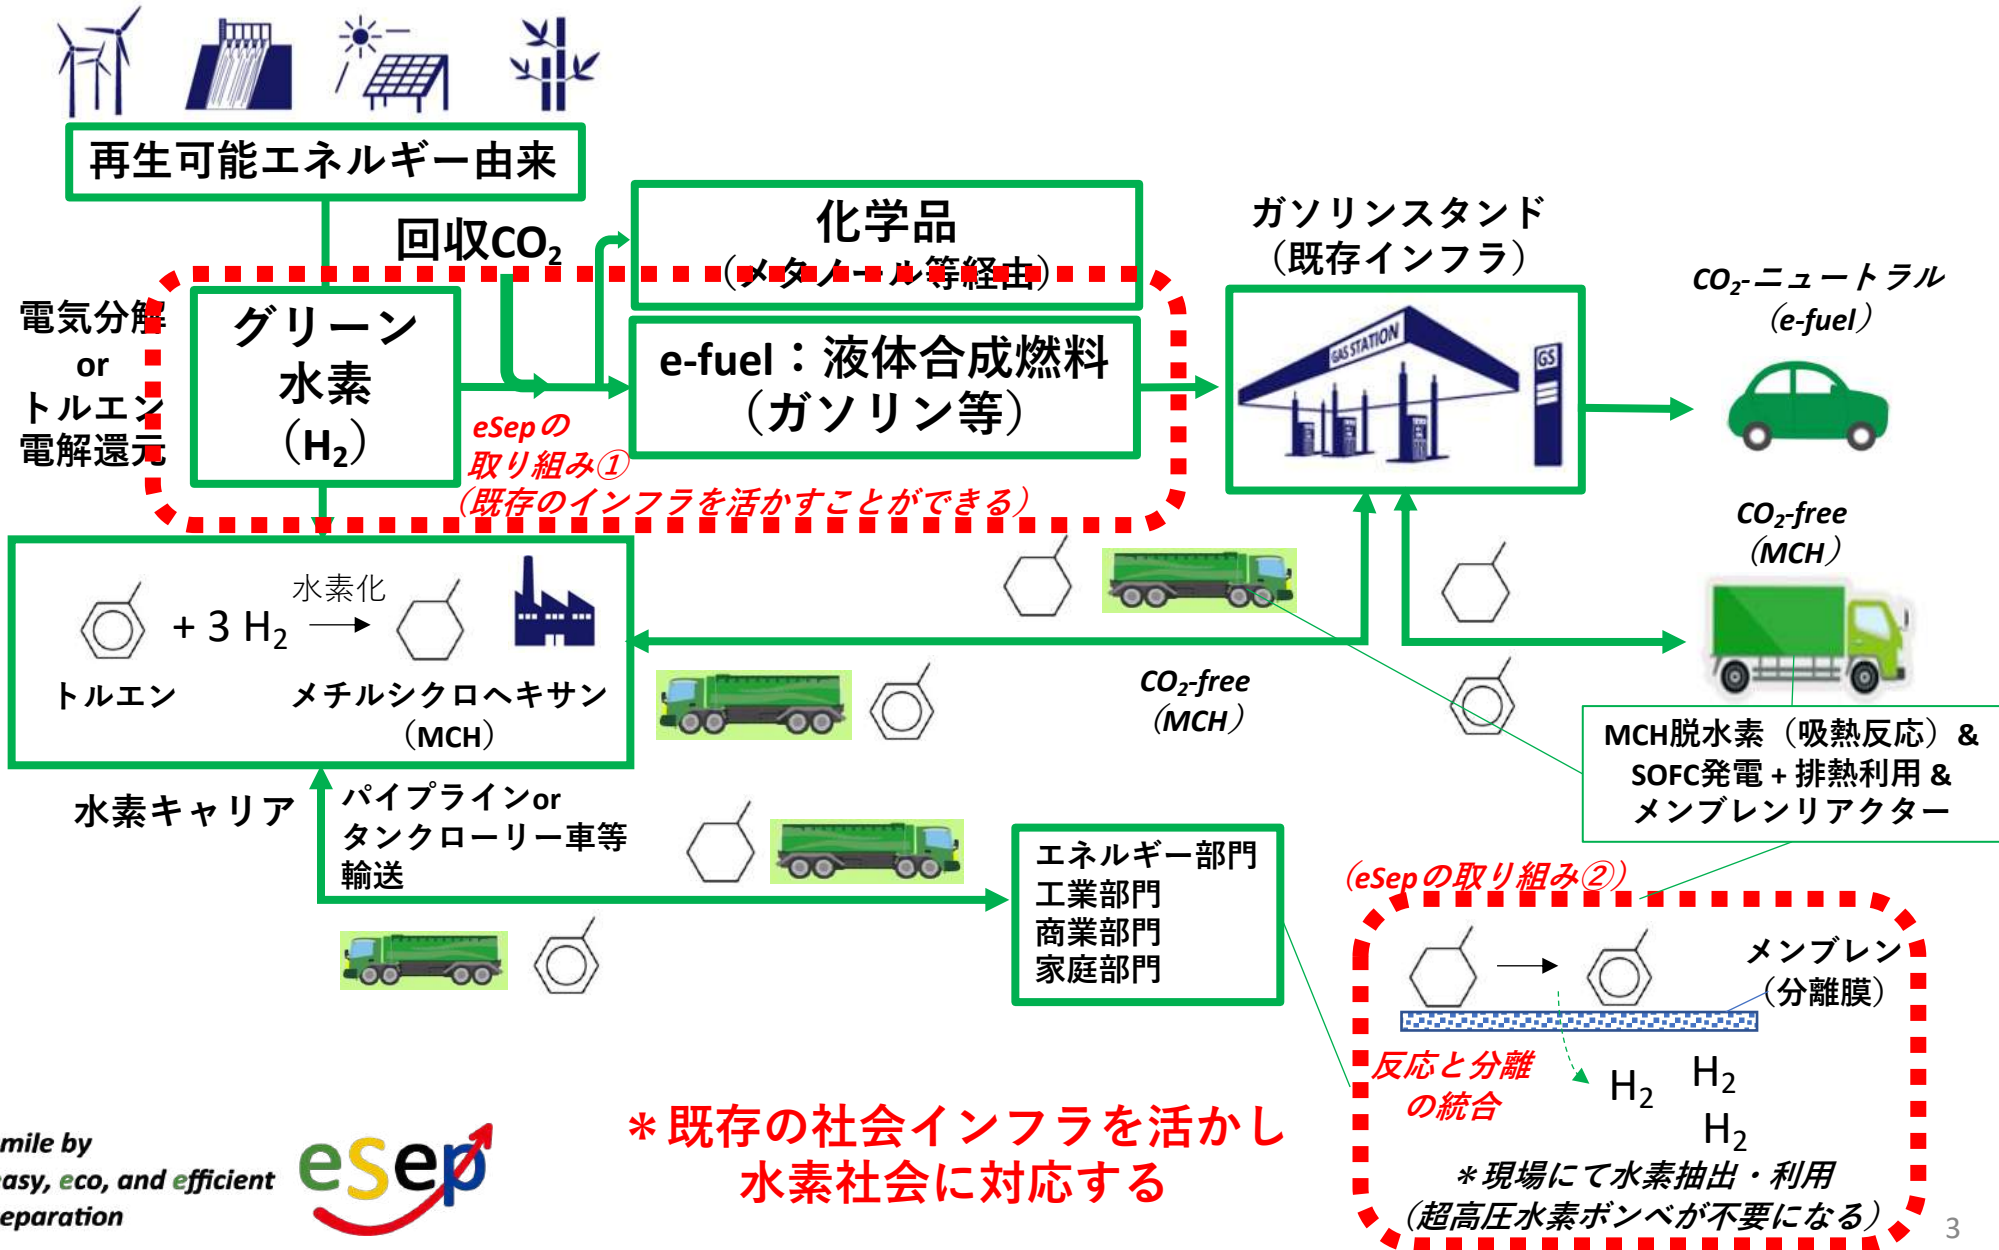 再生可能エネルギー由来
回収CO₂
化学品
（メタノール等経由）
ガソリンスタンド
（既存インフラ）
CO₂-ニュートラル
（e-fuel）
電気分解
or
トルエン
電解還元
グリーン
水素
（H₂）
e-fuel：液体合成燃料
（ガソリン等）
GAS STATION
GS
eSepの
取り組み①
（既存のインフラを活かすことができる）
CO₂-free
（MCH）
+ 3 H₂
水素化
トルエン
メチルシクロヘキサン
（MCH）
CO₂-free
（MCH）
MCH脱水素（吸熱反応）&
SOFC発電 + 排熱利用 &
メンブレンリアクター
水素キャリア
パイプラインor
タンクローリー車等
輸送
エネルギー部門
工業部門
商業部門
家庭部門
（eSepの取り組み②）
メンブレン
（分離膜）
反応と分離
の統合
H₂
H₂
H₂
＊現場にて水素抽出・利用
（超高圧水素ボンベが不要になる）
mile by
easy, eco, and efficient
eparation
eSep
＊既存の社会インフラを活かし
水素社会に対応する
3